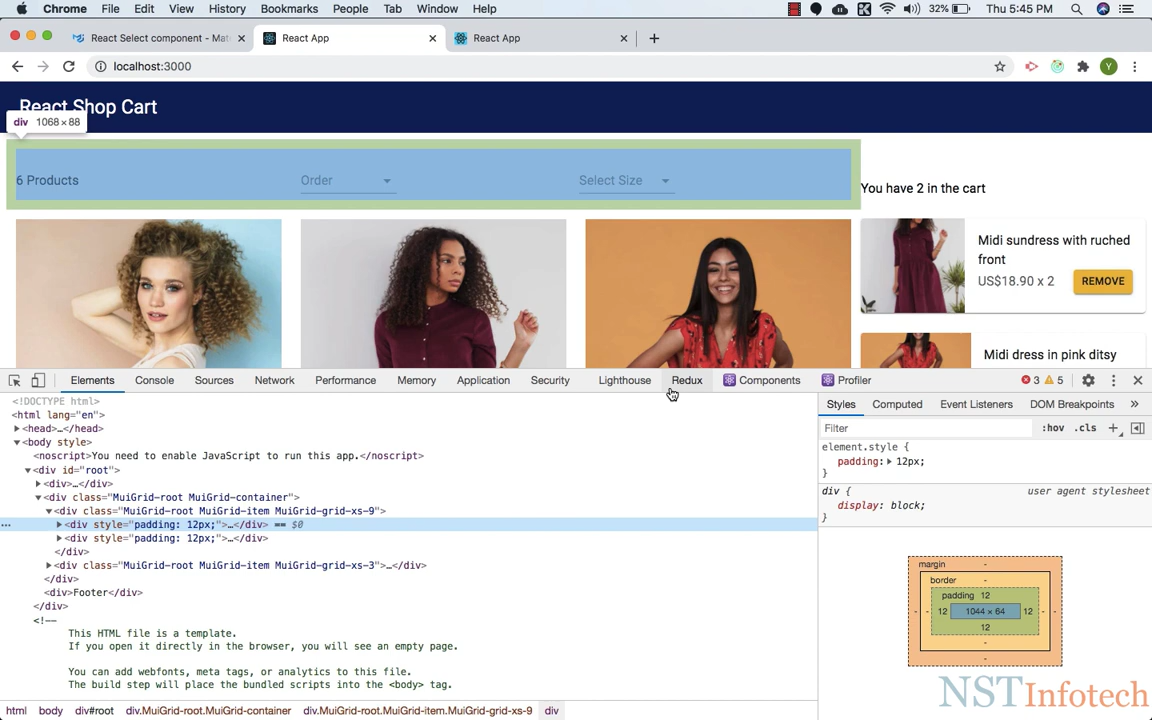 Chrome File Edit View History Bookmarks People Tab Window Help 32% Thu 5:45 PM
React Select component - Mate React App React App
localhost:3000 Y
React Shop Cart
div 1068 × 88
6 Products Order Select Size
You have 2 in the cart
Midi sundress with ruched
front
US$18.90 x 2 REMOVE
Midi dress in pink ditsy
Elements Console Sources Network Performance Memory Application Security Lighthouse Redux Components Profiler 3 5
<!DOCTYPE html>
<html lang="en">
<head>…</head>
<body style>
<noscript>You need to enable JavaScript to run this app.</noscript>
<div id="root">
<div>…</div>
<div class="MuiGrid-root MuiGrid-container">
<div class="MuiGrid-root MuiGrid-item MuiGrid-grid-xs-9">
… <div style="padding: 12px;">…</div> == $0
<div style="padding: 12px;">…</div>
</div>
<div class="MuiGrid-root MuiGrid-item MuiGrid-grid-xs-3">…</div>
</div>
<div>Footer</div>
</div>
<!--
This HTML file is a template.
If you open it directly in the browser, you will see an empty page.
You can add webfonts, meta tags, or analytics to this file.
The build step will place the bundled scripts into the <body> tag.
html body div#root div.MuiGrid-root.MuiGrid-container div.MuiGrid-root.MuiGrid-item.MuiGrid-grid-xs-9 div
Styles Computed Event Listeners DOM Breakpoints »
Filter :hov .cls +
element.style {
padding: 12px;
}
div { user agent stylesheet
display: block;
}
margin -
border -
padding 12
- - 12 1044 × 64 12 - -
12
-
-
NSTInfotech